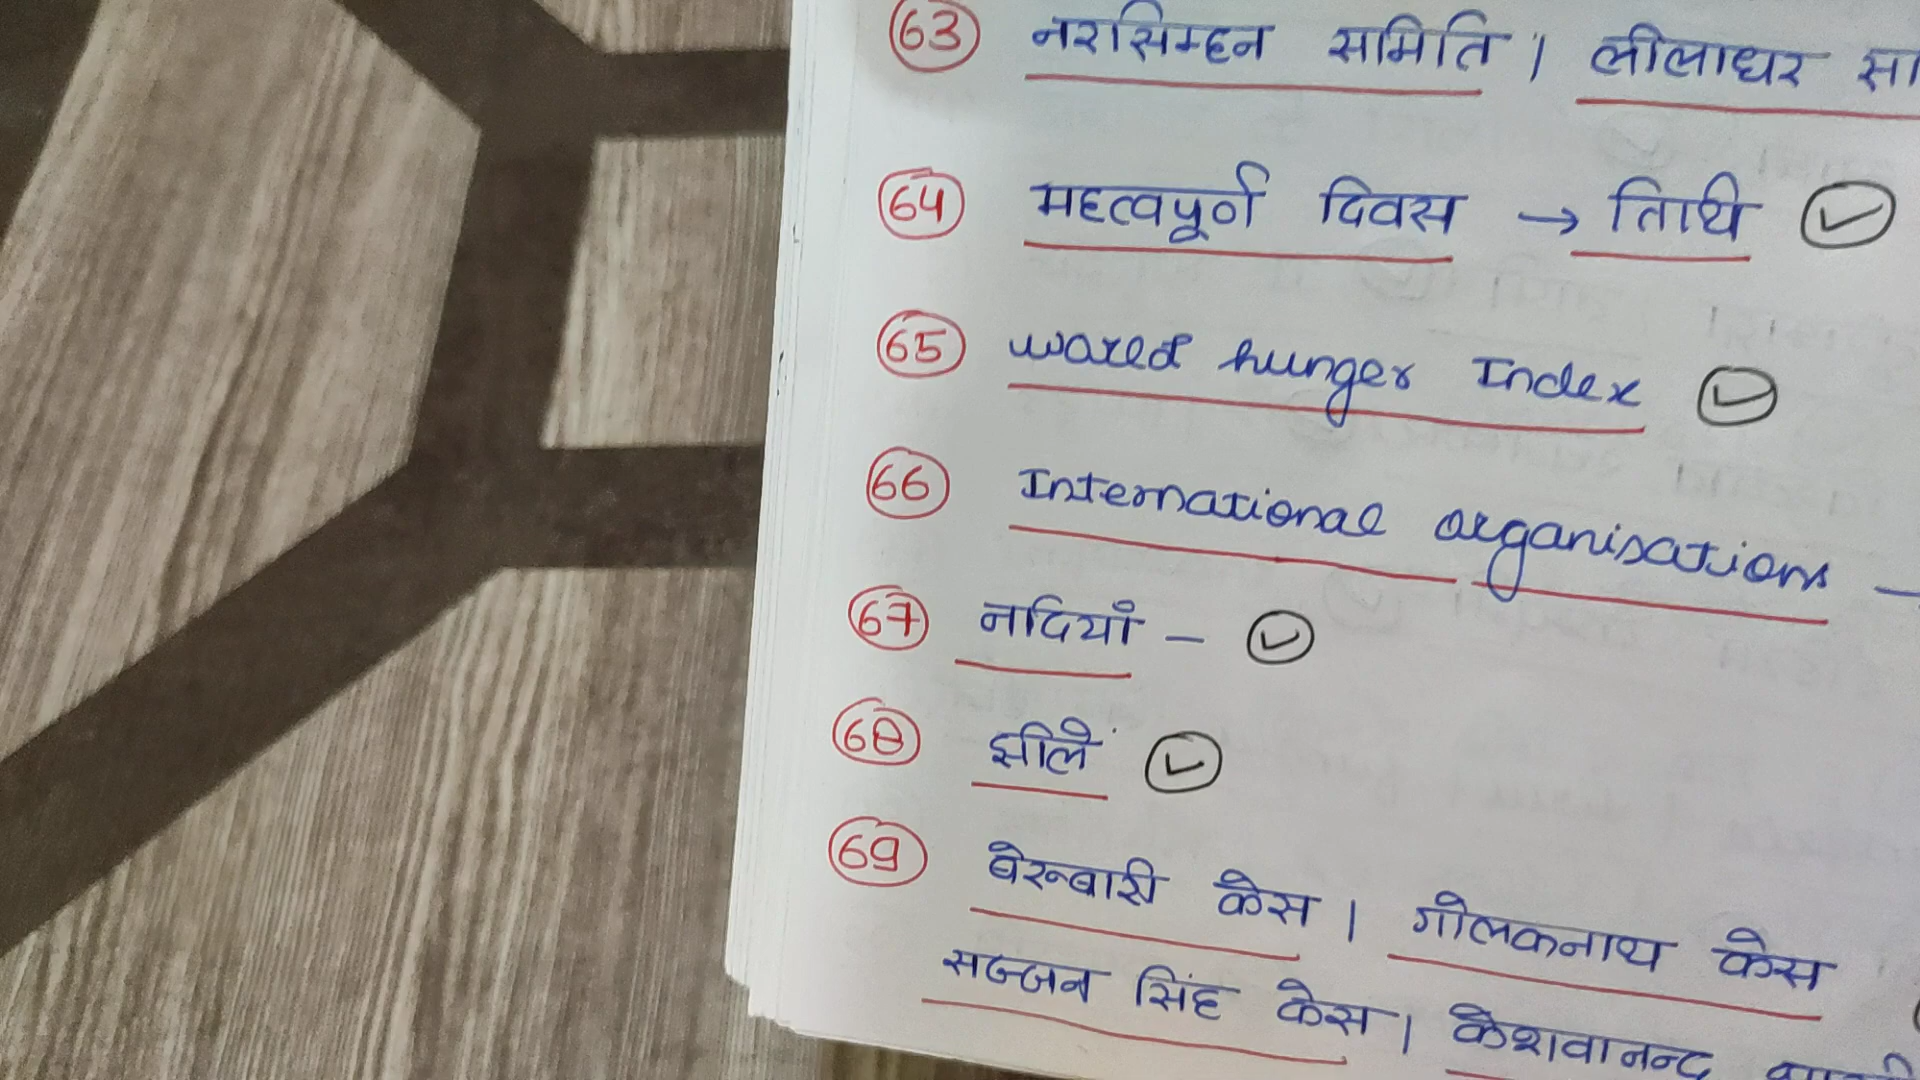 63 नरसिम्हन समिति । लीलाधर
64 महत्वपूर्ण दिवस → तिथि
65 world hunger Index
66 International organisations -
67 नदियाँ -
68 झीलें
69 बेरूबारी केस । गोलकनाथ केस
सज्जन सिंह केस । केशवानन्द